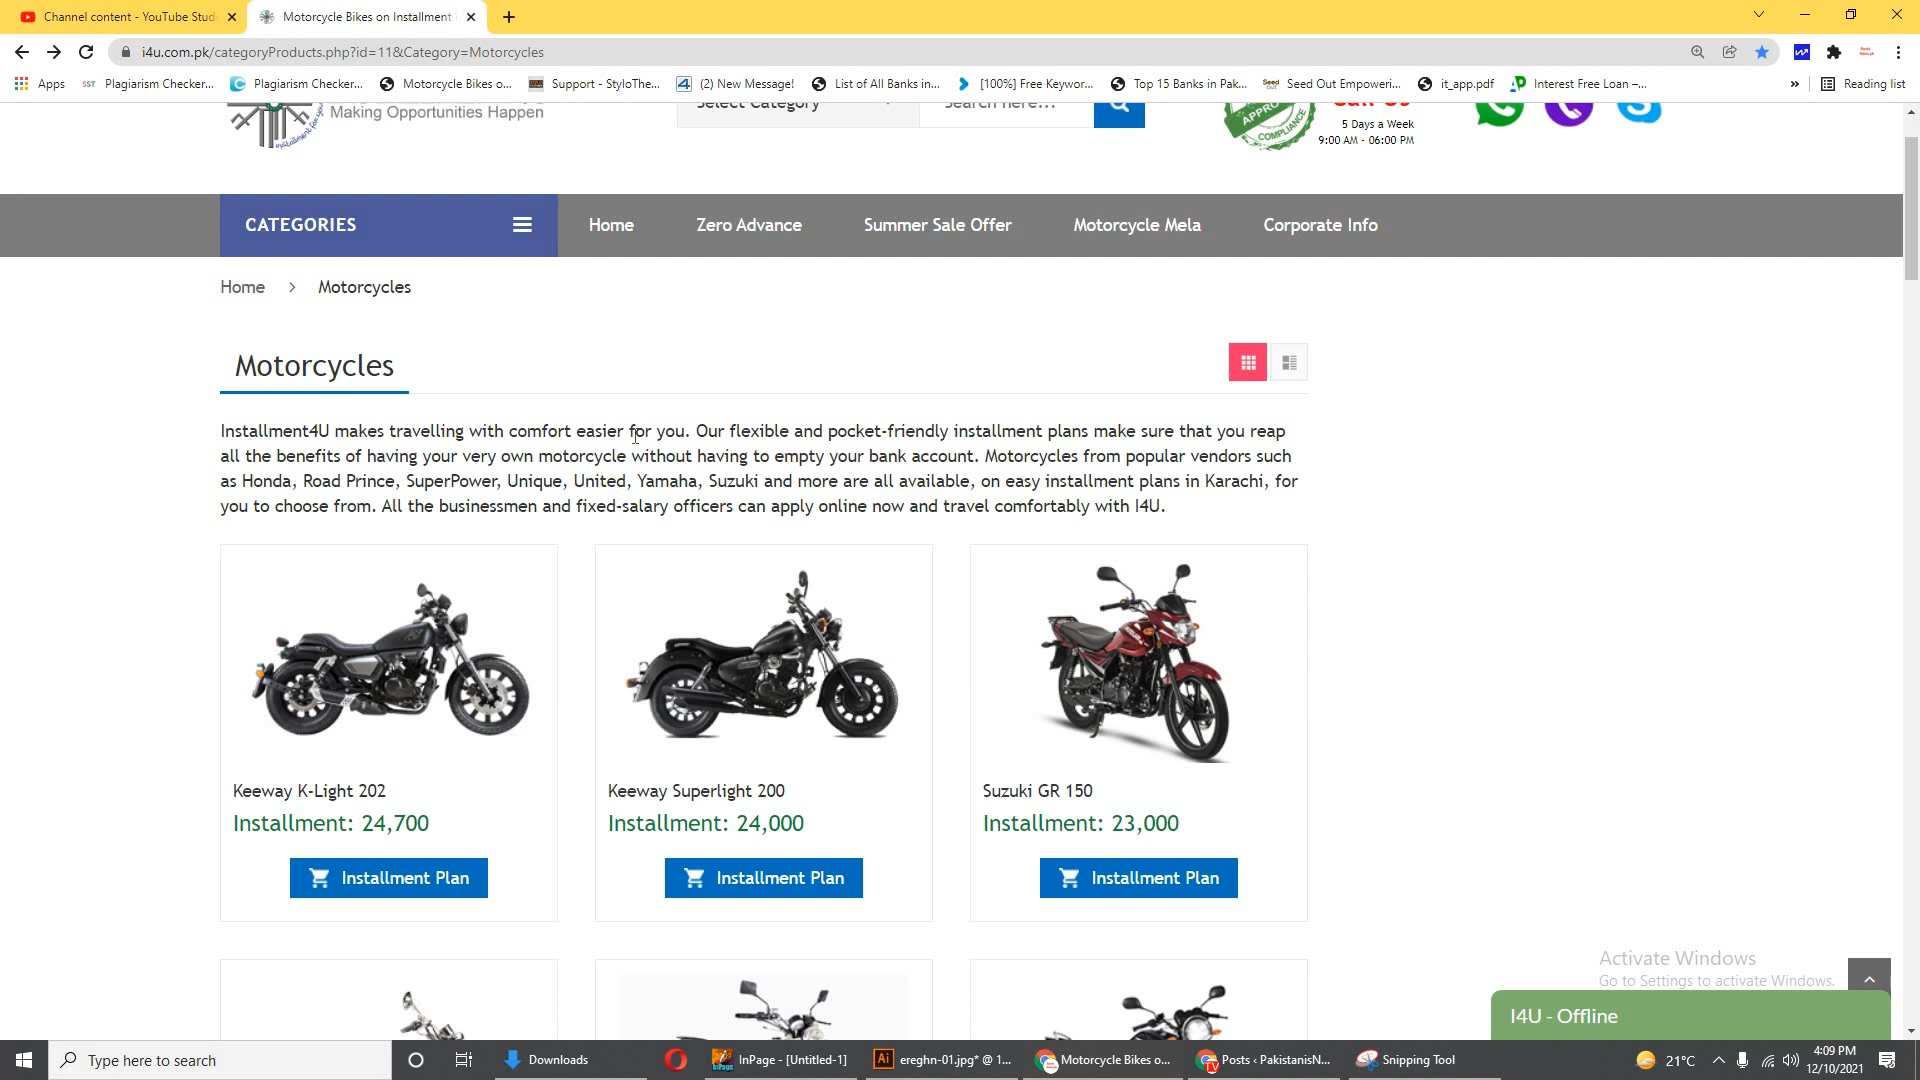 Channel content - YouTube Stud
Motorcycle Bikes on Installment
i4u.com.pk/categoryProducts.php?id=11&Category=Motorcycles
Apps
SST Plagiarism Checker...
Plagiarism Checker...
Motorcycle Bikes o...
Support - StyloThe...
(2) New Message!
List of All Banks in...
[100%] Free Keywor...
Top 15 Banks in Pak...
Seed Out Empoweri...
it_app.pdf
Interest Free Loan –...
»
Reading list
Making Opportunities Happen
Select Category
Search here...
APPROVED
COMPLIANCE
Call Us
5 Days a Week
9:00 AM - 06:00 PM
CATEGORIES
Home
Zero Advance
Summer Sale Offer
Motorcycle Mela
Corporate Info
Home > Motorcycles
Motorcycles
Installment4U makes travelling with comfort easier for you. Our flexible and pocket-friendly installment plans make sure that you reap
all the benefits of having your very own motorcycle without having to empty your bank account. Motorcycles from popular vendors such
as Honda, Road Prince, SuperPower, Unique, United, Yamaha, Suzuki and more are all available, on easy installment plans in Karachi, for
you to choose from. All the businessmen and fixed-salary officers can apply online now and travel comfortably with I4U.
Keeway K-Light 202
Installment: 24,700
Installment Plan
Keeway Superlight 200
Installment: 24,000
Installment Plan
Suzuki GR 150
Installment: 23,000
Installment Plan
Activate Windows
Go to Settings to activate Windows.
I4U - Offline
Type here to search
Downloads
InPage - [Untitled-1]
ereghn-01.jpg* @ 1...
Motorcycle Bikes o...
Posts ‹ PakistanisN...
Snipping Tool
21°C
4:09 PM
12/10/2021